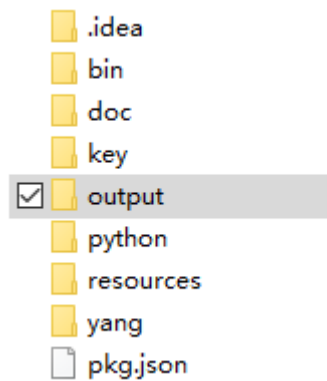 .idea
bin
doc
key
output
python
resources
yang
pkg.json